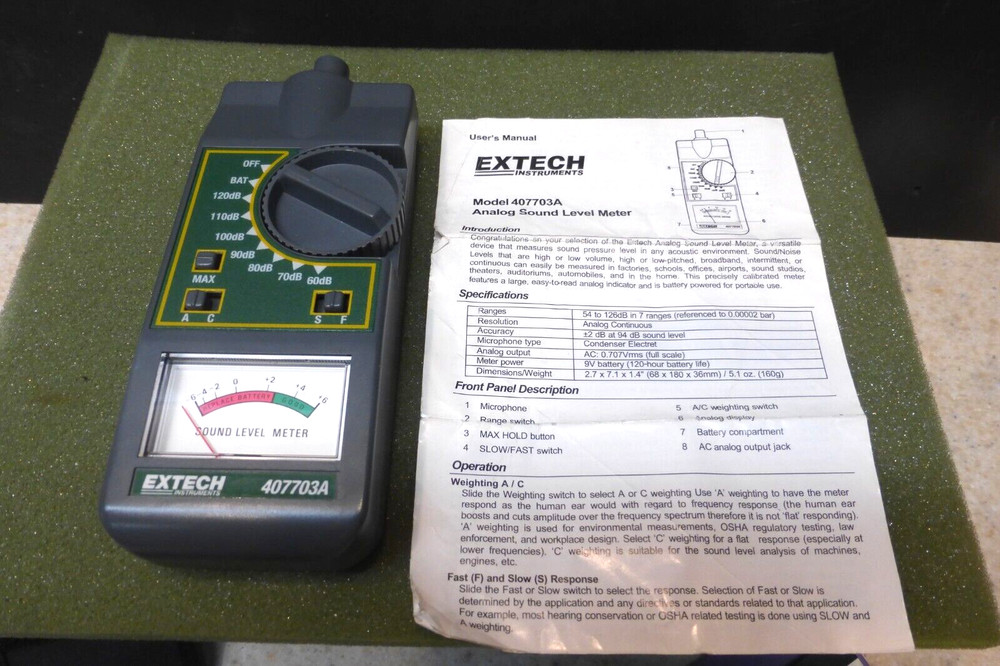 OFF
BAT
120dB
110dB
100dB
90dB
80dB
70dB 60dB
MAX
A C
S F
6 4 2 0 +2 +4 +6
REPLACE BATTERY GOOD
SOUND LEVEL METER
EXTECH
INSTRUMENTS
407703A
User's Manual
EXTECH
INSTRUMENTS
Model 407703A
Analog Sound Level Meter
Introduction
Congratulations on your selection of the Extech Analog Sound Level Meter, a versatile
device that measures sound pressure level in any acoustic environment. Sound/Noise
Levels that are high or low volume, high or low-pitched, broadband, intermittent, or
continuous can easily be measured in factories, schools, offices, airports, sound studios,
theaters, auditoriums, automobiles, and in the home. This precisely calibrated meter
features a large, easy-to-read analog indicator and is battery powered for portable use.
Specifications
Ranges 54 to 126dB in 7 ranges (referenced to 0.00002 bar)
Resolution Analog Continuous
Accuracy ±2 dB at 94 dB sound level
Microphone type Condenser Electret
Analog output AC: 0.707Vrms (full scale)
Meter power 9V battery (120-hour battery life)
Dimensions/Weight 2.7 x 7.1 x 1.4" (68 x 180 x 36mm) / 5.1 oz. (160g)
Front Panel Description
1 Microphone
2 Range switch
3 MAX HOLD button
4 SLOW/FAST switch
5 A/C weighting switch
6 Analog display
7 Battery compartment
8 AC analog output jack
Operation
Weighting A / C
Slide the Weighting switch to select A or C weighting Use 'A' weighting to have the meter
respond as the human ear would with regard to frequency response (the human ear
boosts and cuts amplitude over the frequency spectrum therefore it is not 'flat' responding).
'A' weighting is used for environmental measurements, OSHA regulatory testing, law
enforcement, and workplace design. Select 'C' weighting for a flat response (especially at
lower frequencies). 'C' weighting is suitable for the sound level analysis of machines,
engines, etc.
Fast (F) and Slow (S) Response
Slide the Fast or Slow switch to select the response. Selection of Fast or Slow is
determined by the application and any directives or standards related to that application.
For example, most hearing conservation or OSHA related testing is done using SLOW and
A weighting.